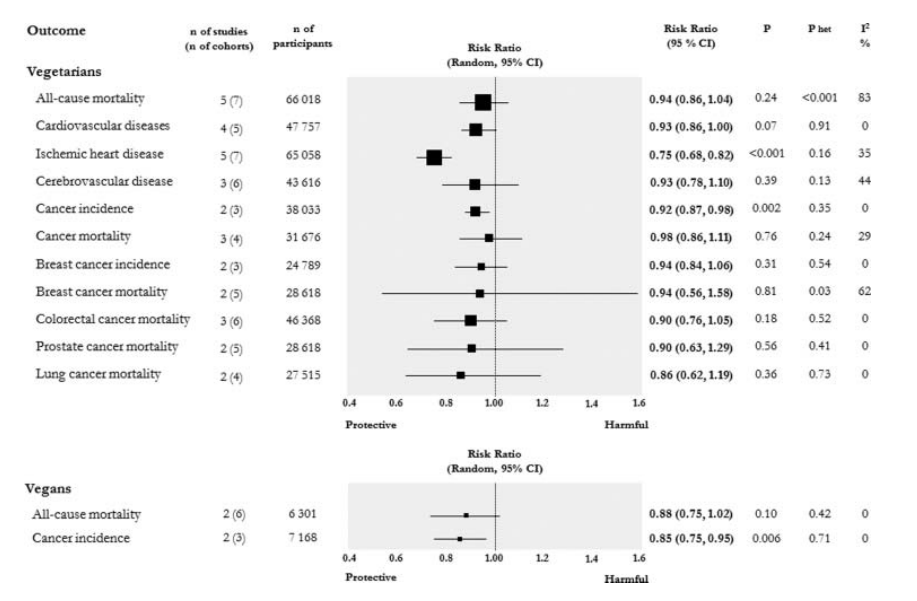 Outcome n of studies (n of cohorts) n of participants Risk Ratio (Random, 95% CI) Risk Ratio (95 % CI) P P het I² %
Vegetarians
All-cause mortality 5 (7) 66 018 0.94 (0.86, 1.04) 0.24 <0.001 83
Cardiovascular diseases 4 (5) 47 757 0.93 (0.86, 1.00) 0.07 0.91 0
Ischemic heart disease 5 (7) 65 058 0.75 (0.68, 0.82) <0.001 0.16 35
Cerebrovascular disease 3 (6) 43 616 0.93 (0.78, 1.10) 0.39 0.13 44
Cancer incidence 2 (3) 38 033 0.92 (0.87, 0.98) 0.002 0.35 0
Cancer mortality 3 (4) 31 676 0.98 (0.86, 1.11) 0.76 0.24 29
Breast cancer incidence 2 (3) 24 789 0.94 (0.84, 1.06) 0.31 0.54 0
Breast cancer mortality 2 (5) 28 618 0.94 (0.56, 1.58) 0.81 0.03 62
Colorectal cancer mortality 3 (6) 46 368 0.90 (0.76, 1.05) 0.18 0.52 0
Prostate cancer mortality 2 (5) 28 618 0.90 (0.63, 1.29) 0.56 0.41 0
Lung cancer mortality 2 (4) 27 515 0.86 (0.62, 1.19) 0.36 0.73 0
0.4 0.6 0.8 1.00 1.2 1.4 1.6
Protective Harmful
Risk Ratio
(Random, 95% CI)
Vegans
All-cause mortality 2 (6) 6 301 0.88 (0.75, 1.02) 0.10 0.42 0
Cancer incidence 2 (3) 7 168 0.85 (0.75, 0.95) 0.006 0.71 0
0.4 0.6 0.8 1.00 1.2 1.4 1.6
Protective Harmful